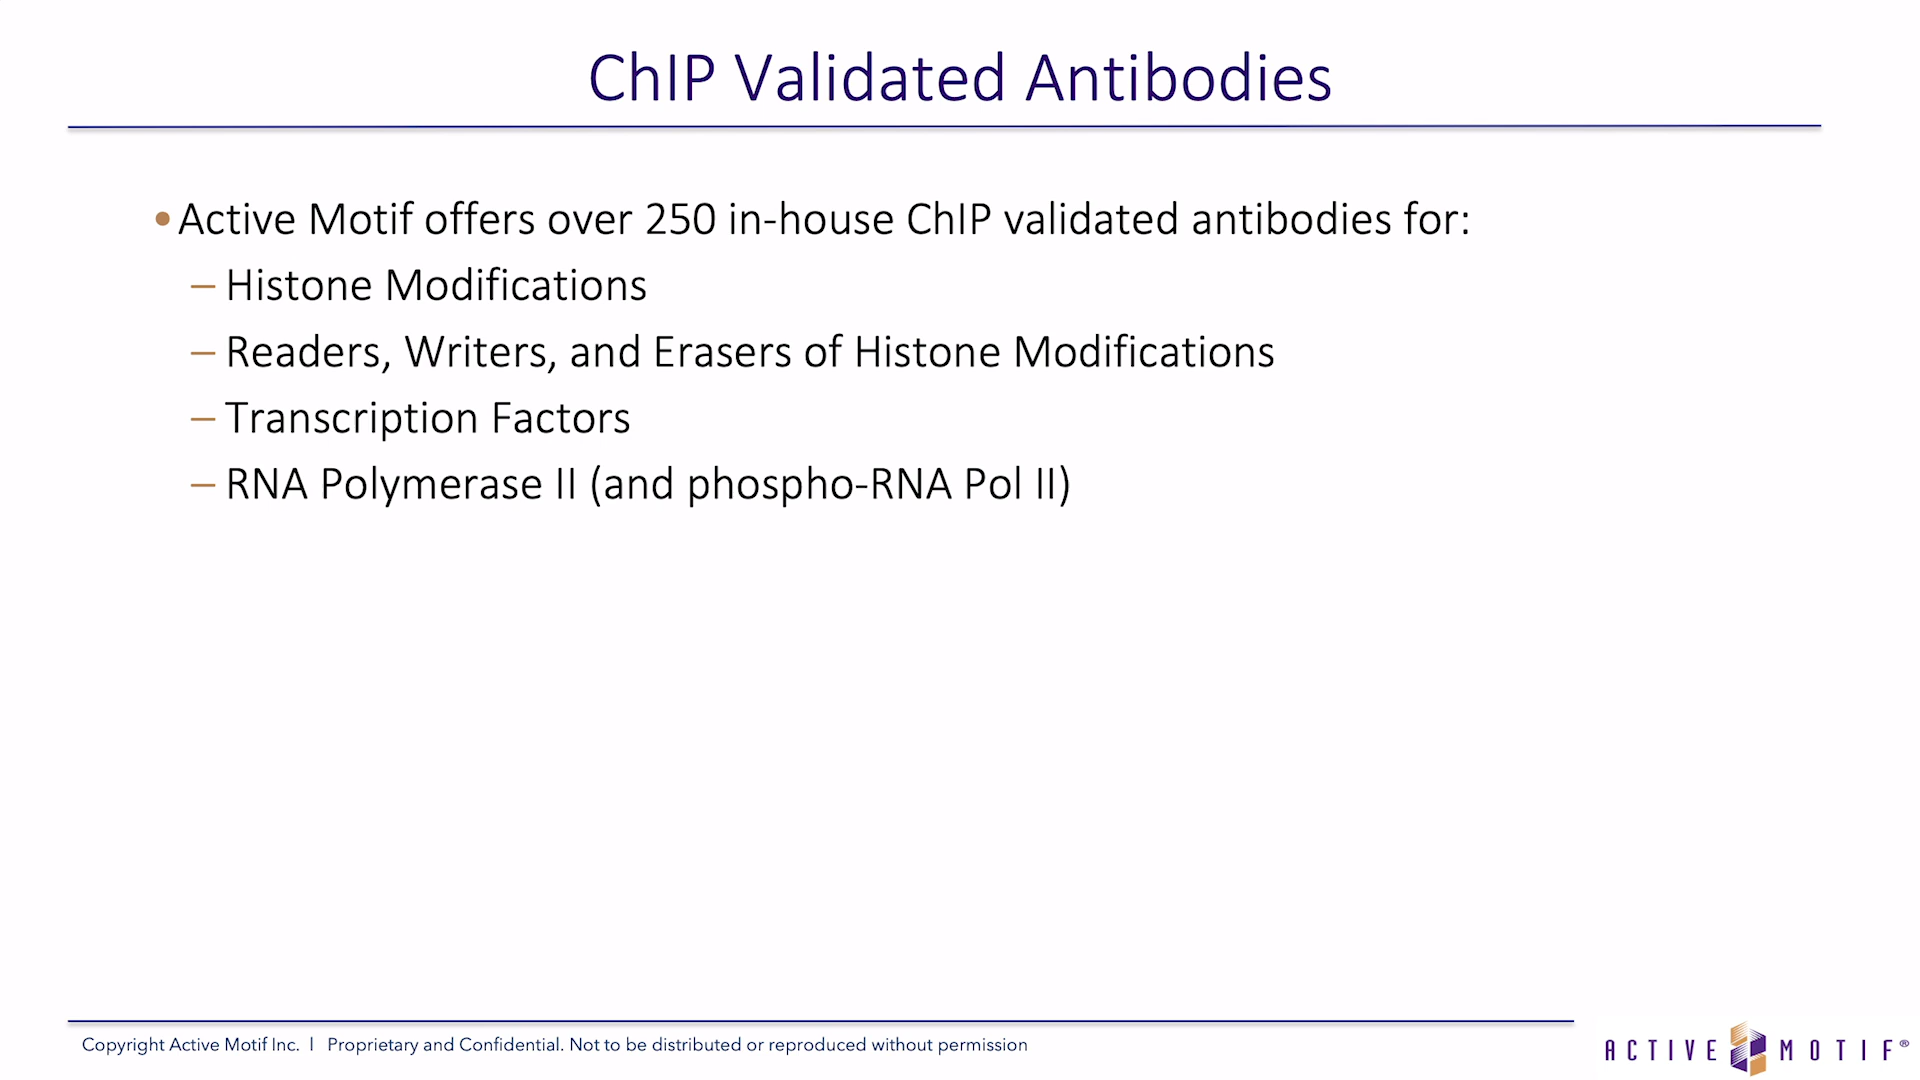 ChIP Validated Antibodies
•Active Motif offers over 250 in-house ChIP validated antibodies for:
– Histone Modifications
– Readers, Writers, and Erasers of Histone Modifications
– Transcription Factors
– RNA Polymerase II (and phospho-RNA Pol II)
Copyright Active Motif Inc. | Proprietary and Confidential. Not to be distributed or reproduced without permission
ACTIVE MOTIF®